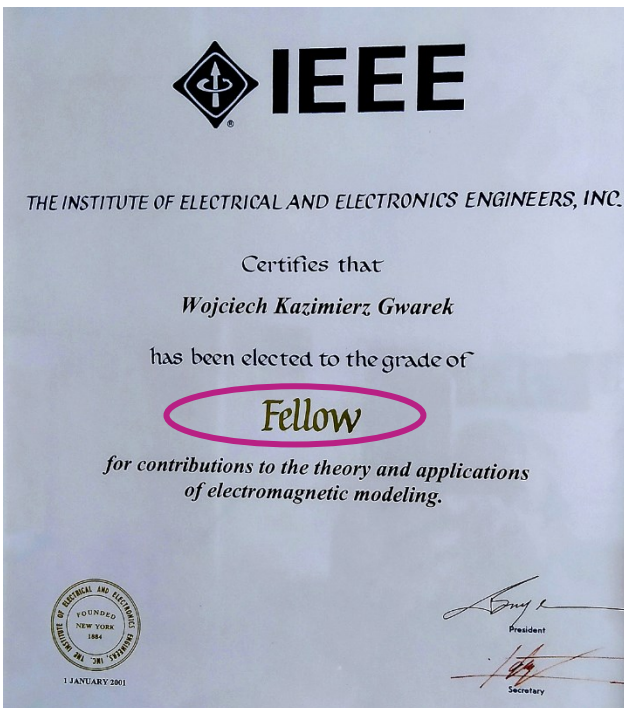 IEEE
THE INSTITUTE OF ELECTRICAL AND ELECTRONICS ENGINEERS, INC.
Certifies that
Wojciech Kazimierz Gwarek
has been elected to the grade of
Fellow
for contributions to the theory and applications
of electromagnetic modeling.
THE INSTITUTE OF ELECTRICAL AND ELECTRONICS ENGINEERS, INC.
FOUNDED
NEW YORK
1884
1 JANUARY 2001
President
Secretary